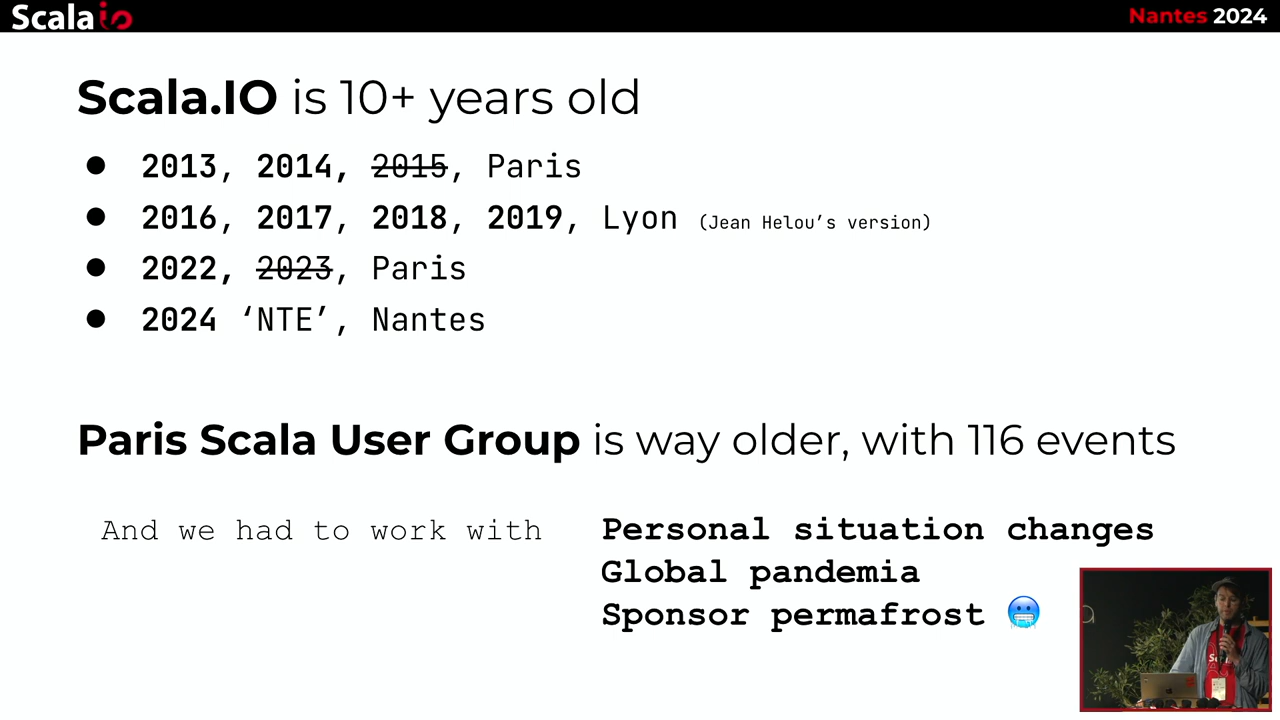 Scala io
Nantes 2024
Scala.IO is 10+ years old
● 2013, 2014, 2015, Paris
● 2016, 2017, 2018, 2019, Lyon (Jean Helou’s version)
● 2022, 2023, Paris
● 2024 ‘NTE’, Nantes
Paris Scala User Group is way older, with 116 events
And we had to work with
Personal situation changes
Global pandemia
Sponsor permafrost 🥶